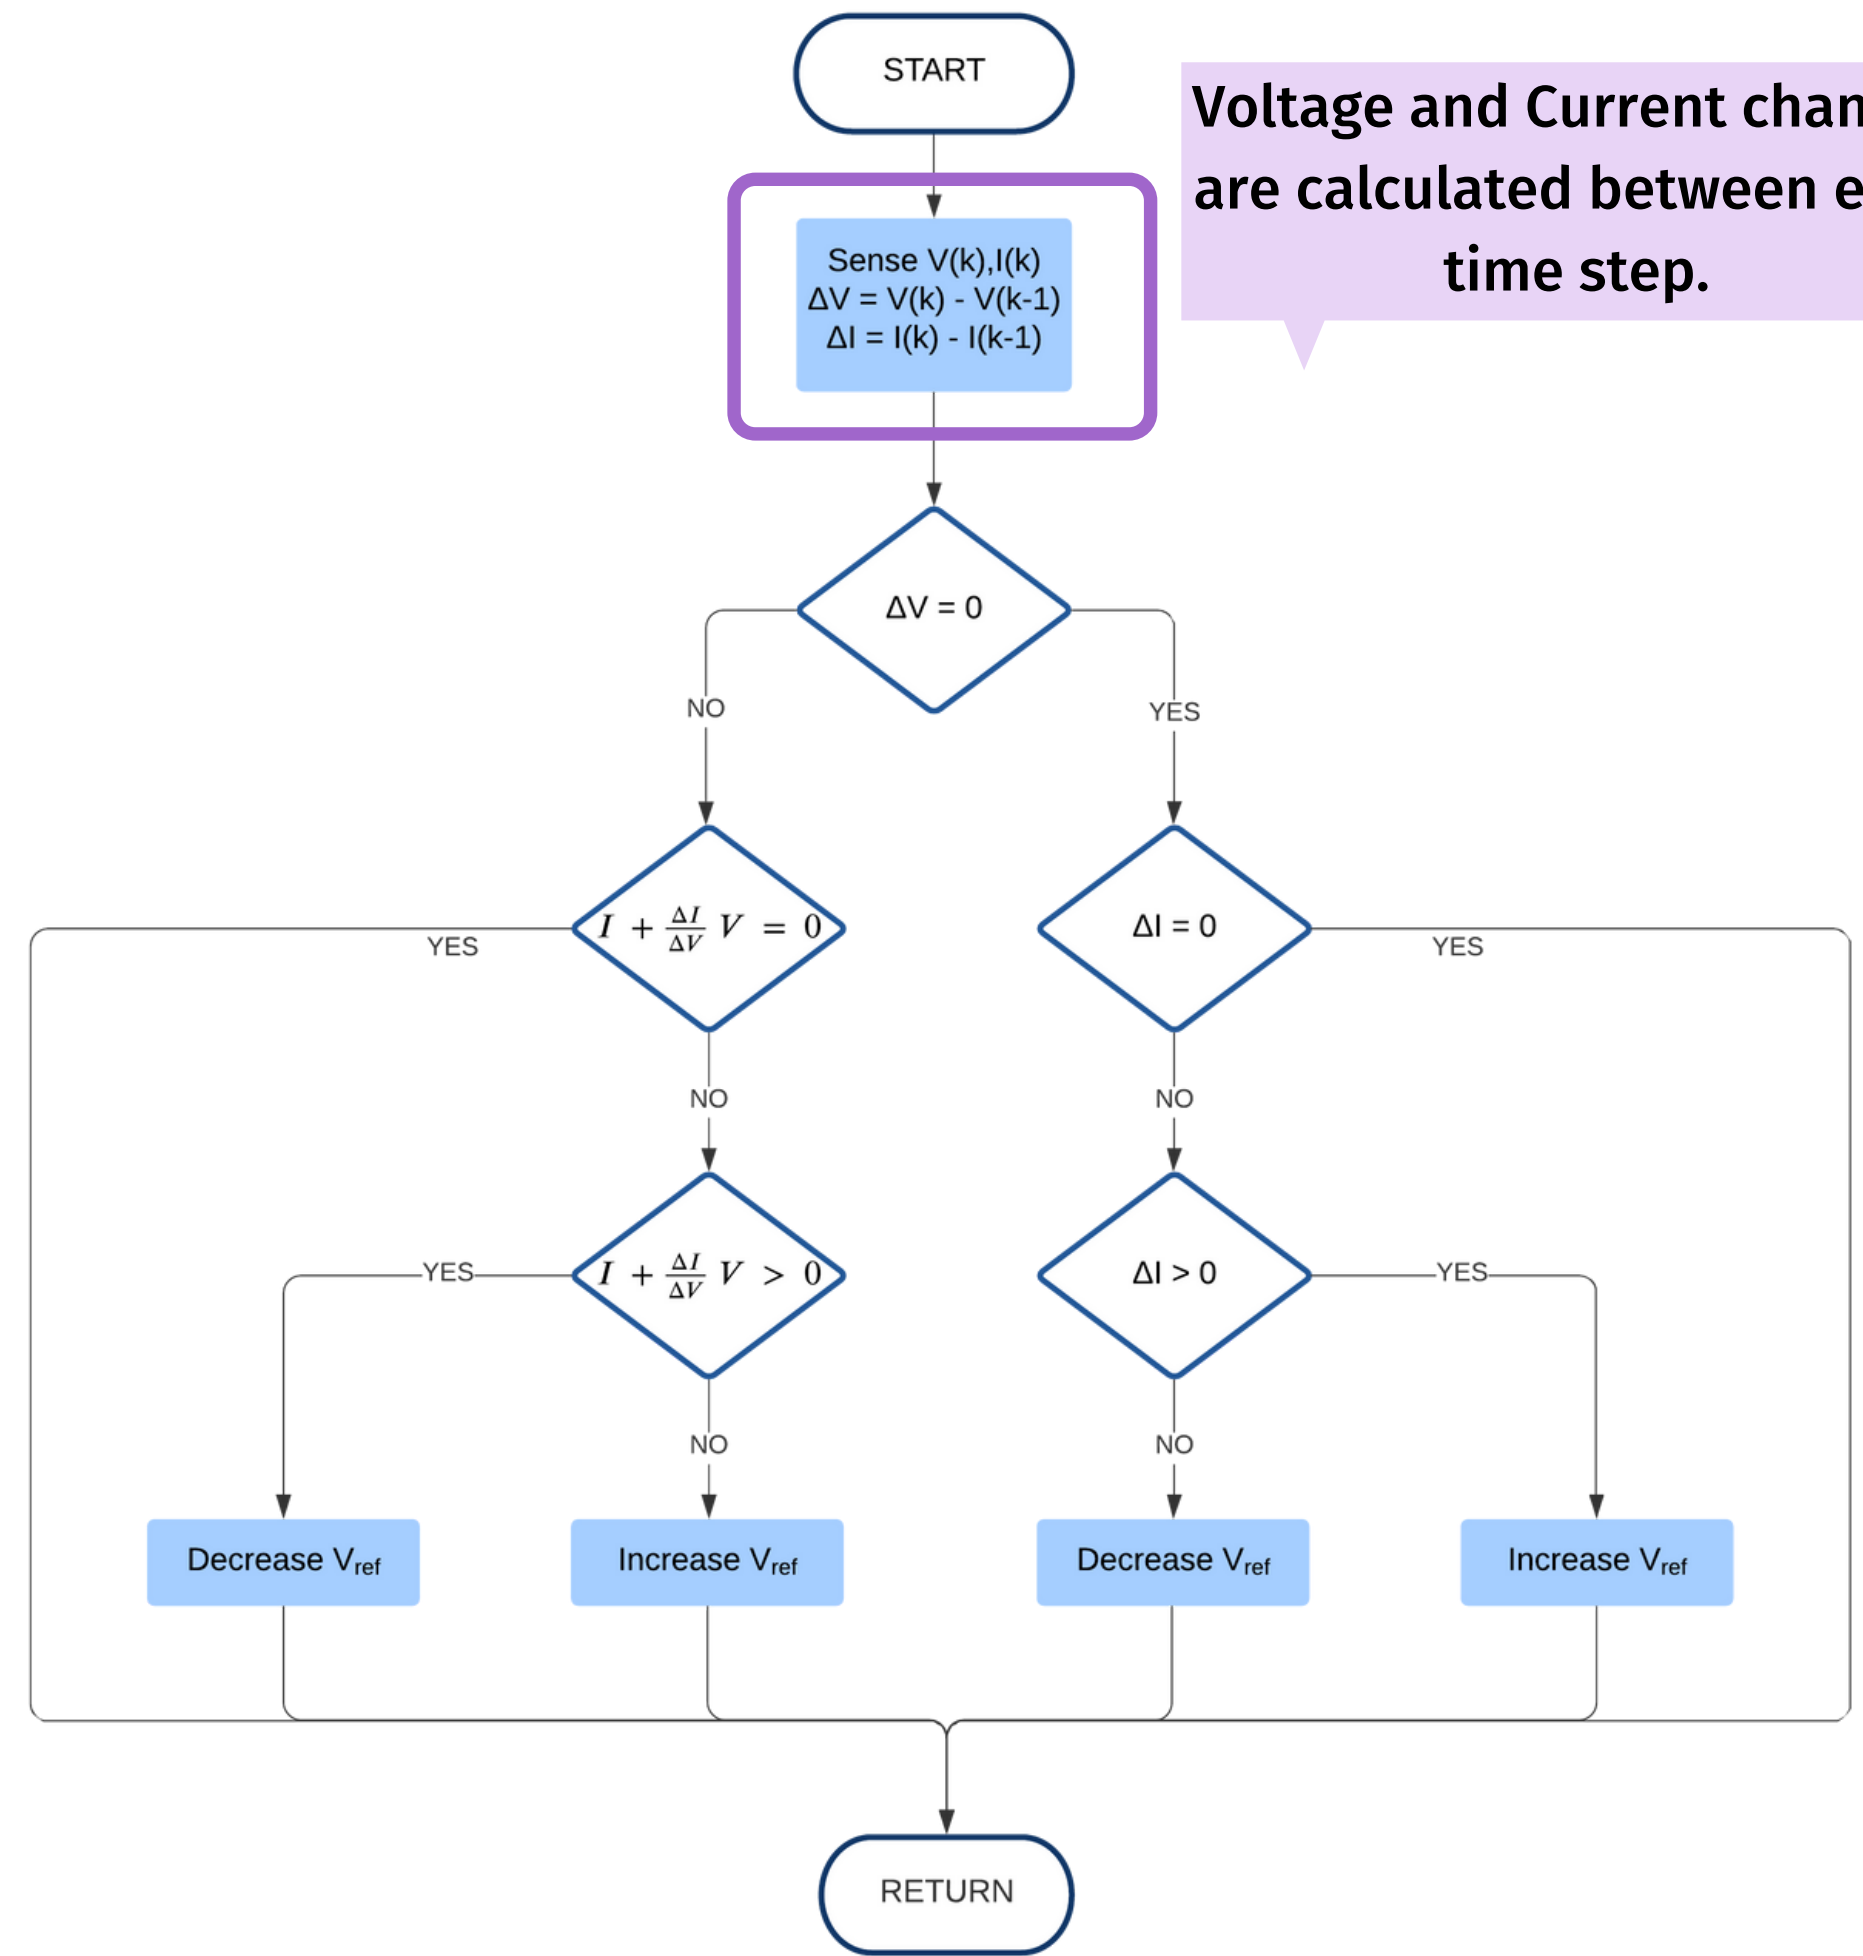 START
Voltage and Current chan
are calculated between e
time step.
Sense V(k),I(k)
ΔV = V(k) - V(k-1)
ΔI = I(k) - I(k-1)
ΔV = 0
NO
YES
I + ΔI/ΔV V = 0
ΔI = 0
YES
YES
NO
NO
I + ΔI/ΔV V > 0
ΔI > 0
YES
YES
NO
NO
Decrease Vref
Increase Vref
Decrease Vref
Increase Vref
RETURN